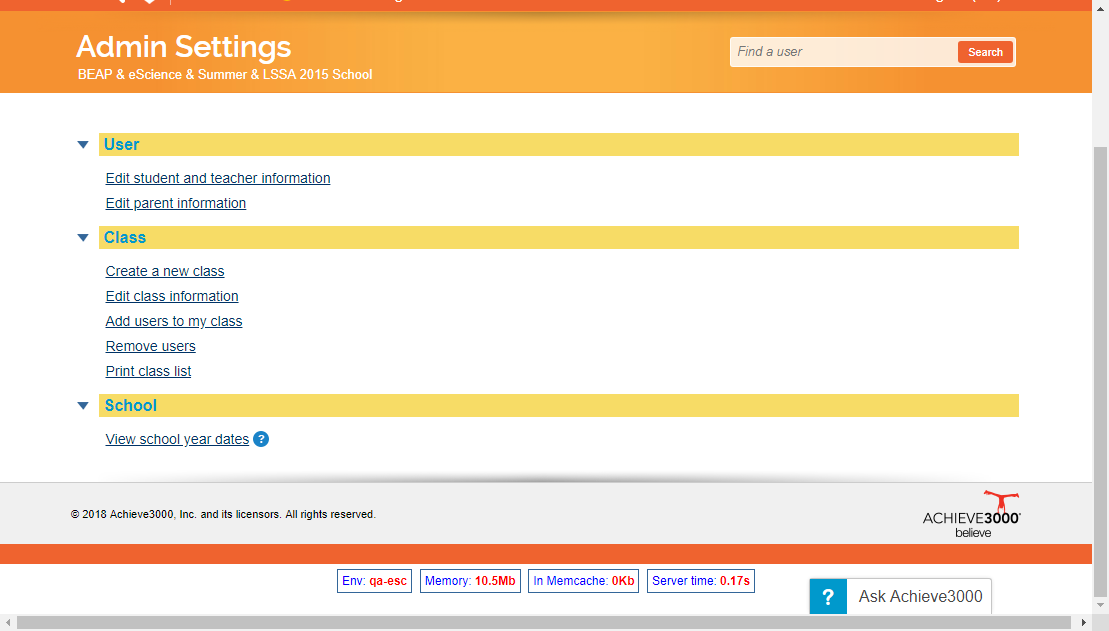 Admin Settings
BEAP & eScience & Summer & LSSA 2015 School
Find a user
Search
User
Edit student and teacher information
Edit parent information
Class
Create a new class
Edit class information
Add users to my class
Remove users
Print class list
School
View school year dates ?
© 2018 Achieve3000, Inc. and its licensors. All rights reserved.
ACHIEVE3000
believe
Env: qa-esc
Memory: 10.5Mb
In Memcache: 0Kb
Server time: 0.17s
? Ask Achieve3000